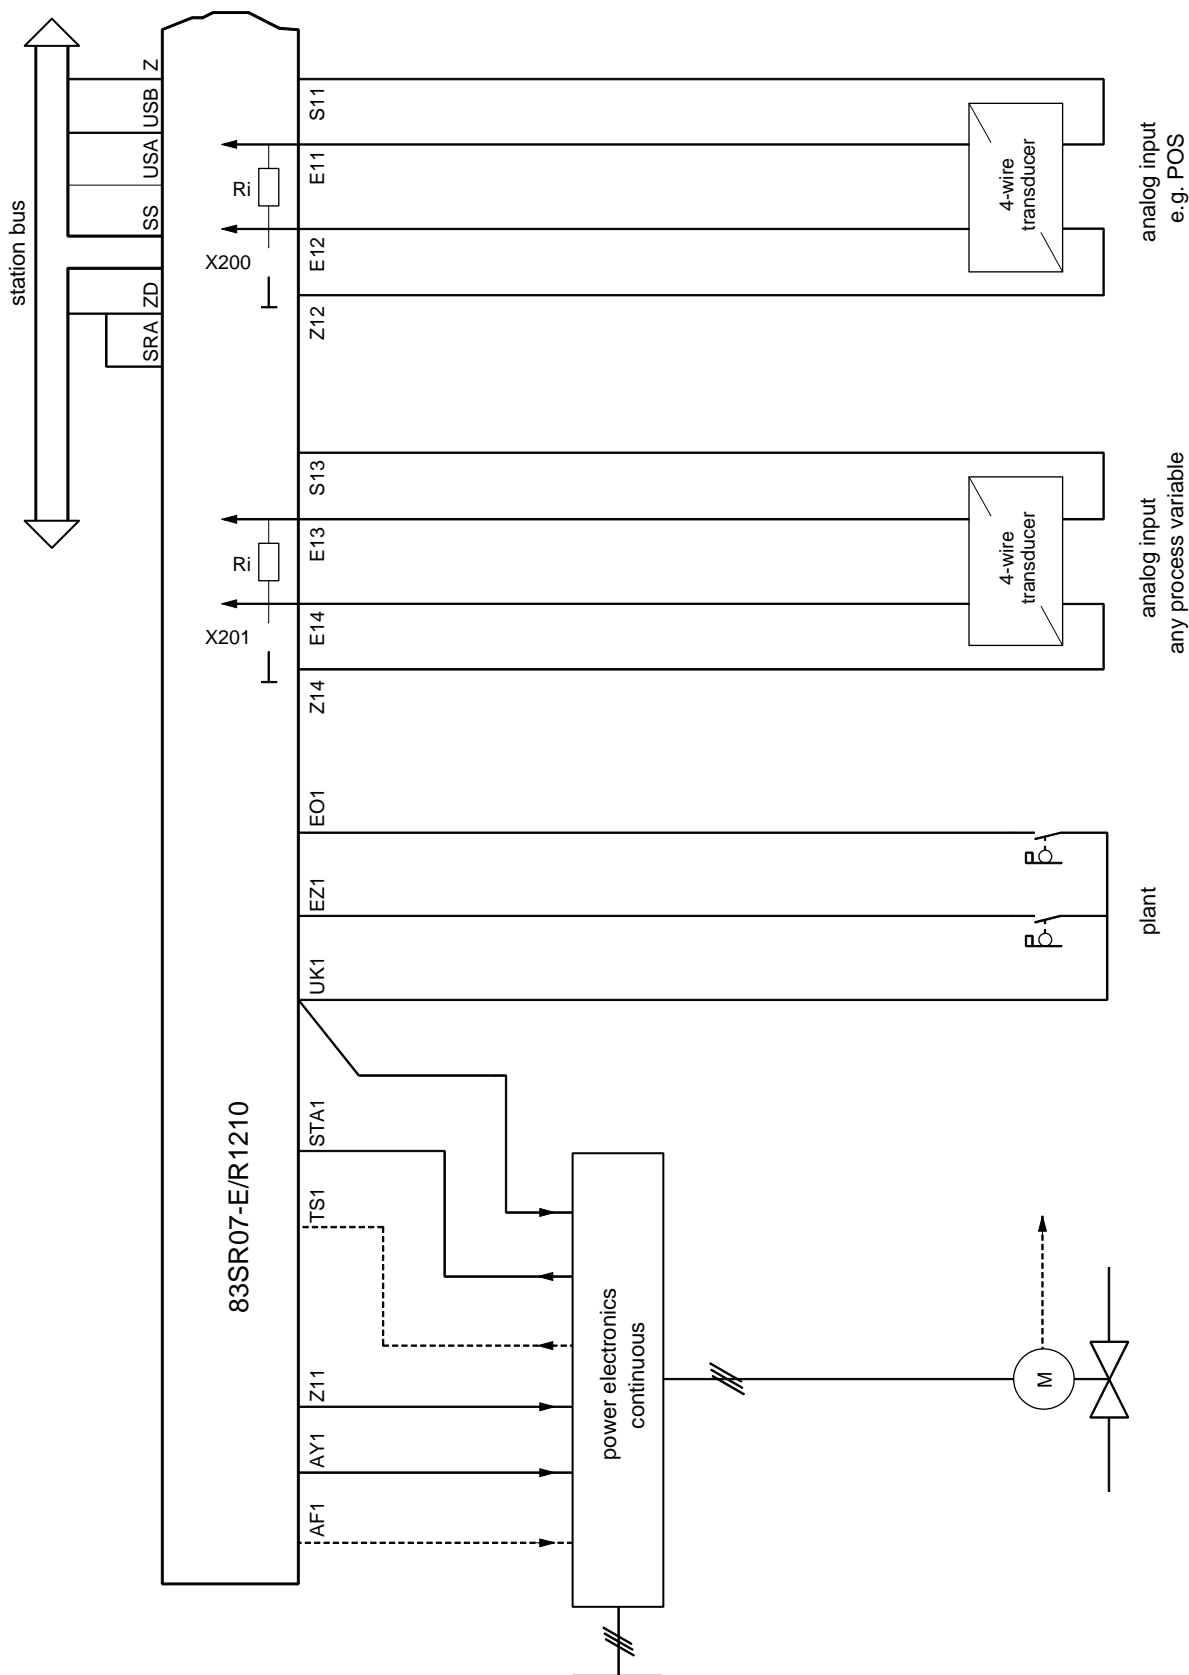 station bus
Z
USB
USA
SS
ZD
SRA
S11
E11
E12
Z12
Ri
X200
4-wire
transducer
analog input
e.g. POS
S13
E13
E14
Z14
Ri
X201
4-wire
transducer
analog input
any process variable
EO1
EZ1
UK1
plant
83SR07-E/R1210
STA1
TS1
Z11
AY1
AF1
power electronics
continuous
M